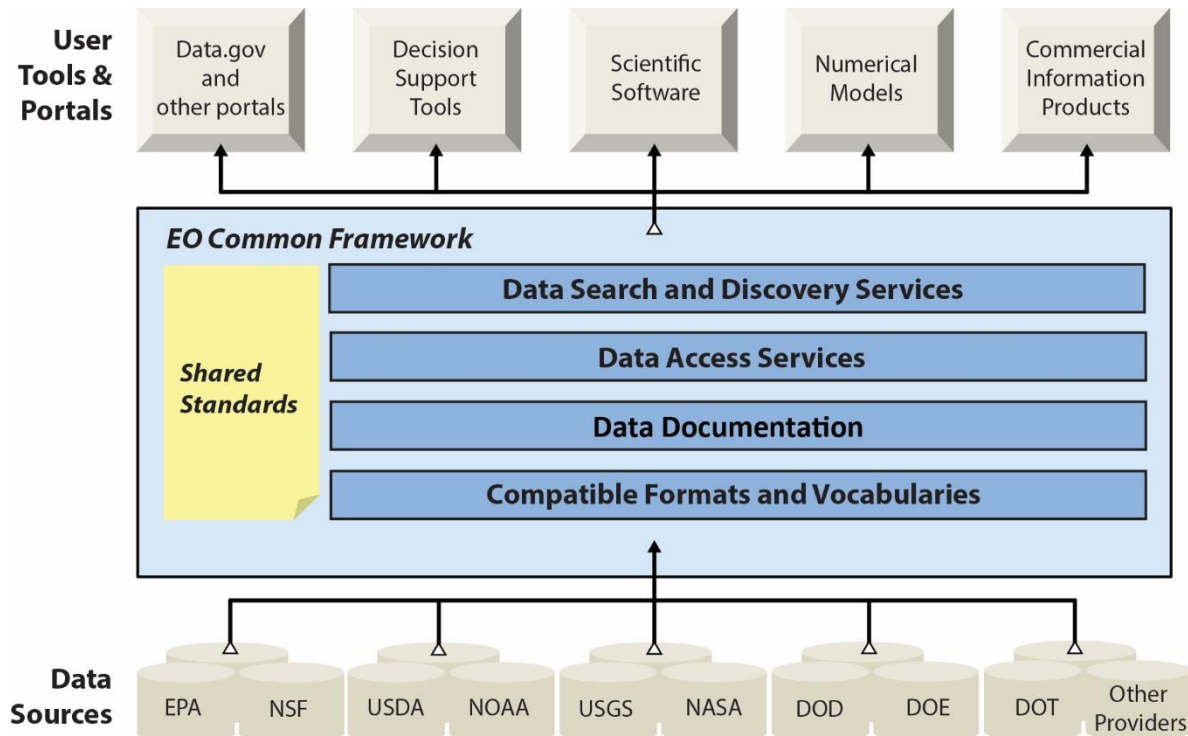 User
Tools &
Portals
Data.gov
and
other portals
Decision
Support
Tools
Scientific
Software
Numerical
Models
Commercial
Information
Products
EO Common Framework
Shared
Standards
Data Search and Discovery Services
Data Access Services
Data Documentation
Compatible Formats and Vocabularies
Data
Sources
EPA
NSF
USDA
NOAA
USGS
NASA
DOD
DOE
DOT
Other
Providers